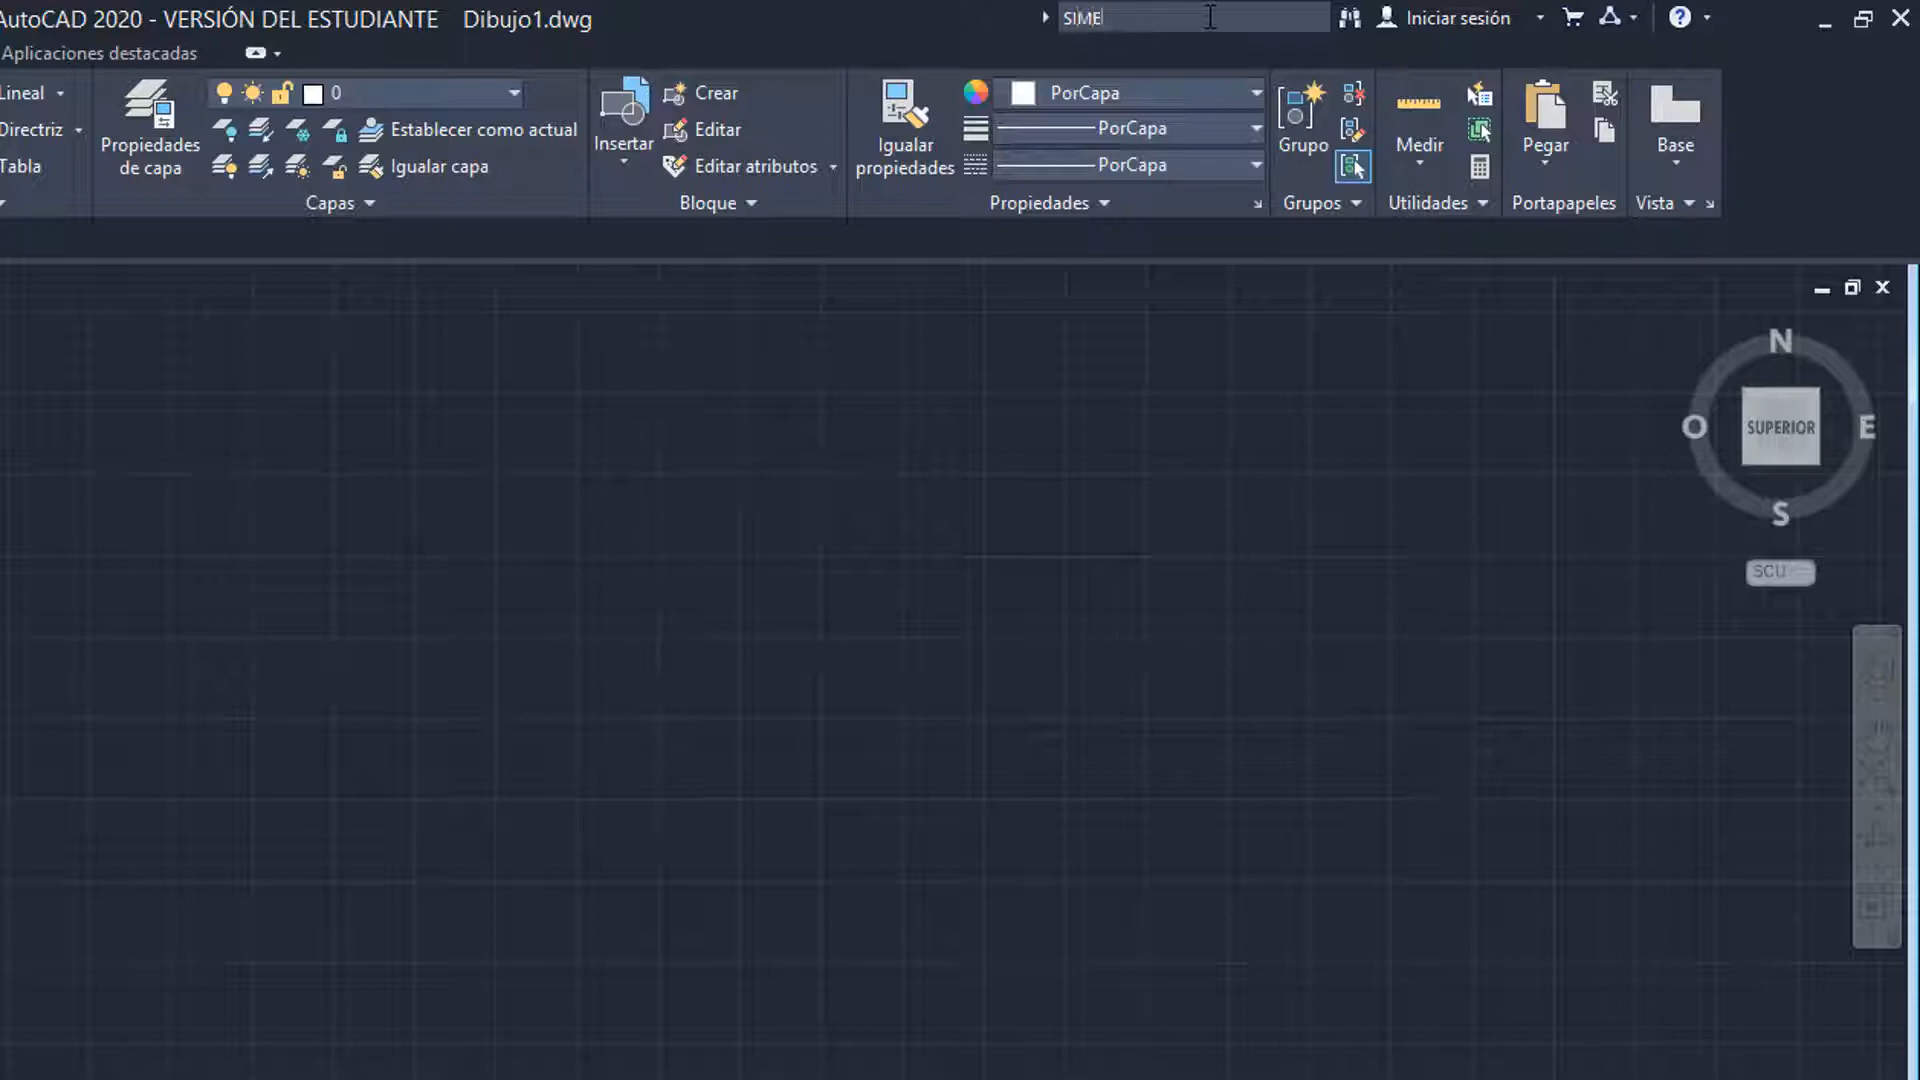 AutoCAD 2020 - VERSIÓN DEL ESTUDIANTE Dibujo1.dwg
SIME
Iniciar sesión
Aplicaciones destacadas
Lineal
Directriz
Tabla
Propiedades
de capa
0
Establecer como actual
Igualar capa
Capas
Insertar
Crear
Editar
Editar atributos
Bloque
Igualar
propiedades
PorCapa
PorCapa
PorCapa
Propiedades
Grupo
Grupos
Medir
Utilidades
Pegar
Portapapeles
Base
Vista
N
O
SUPERIOR
E
S
SCU